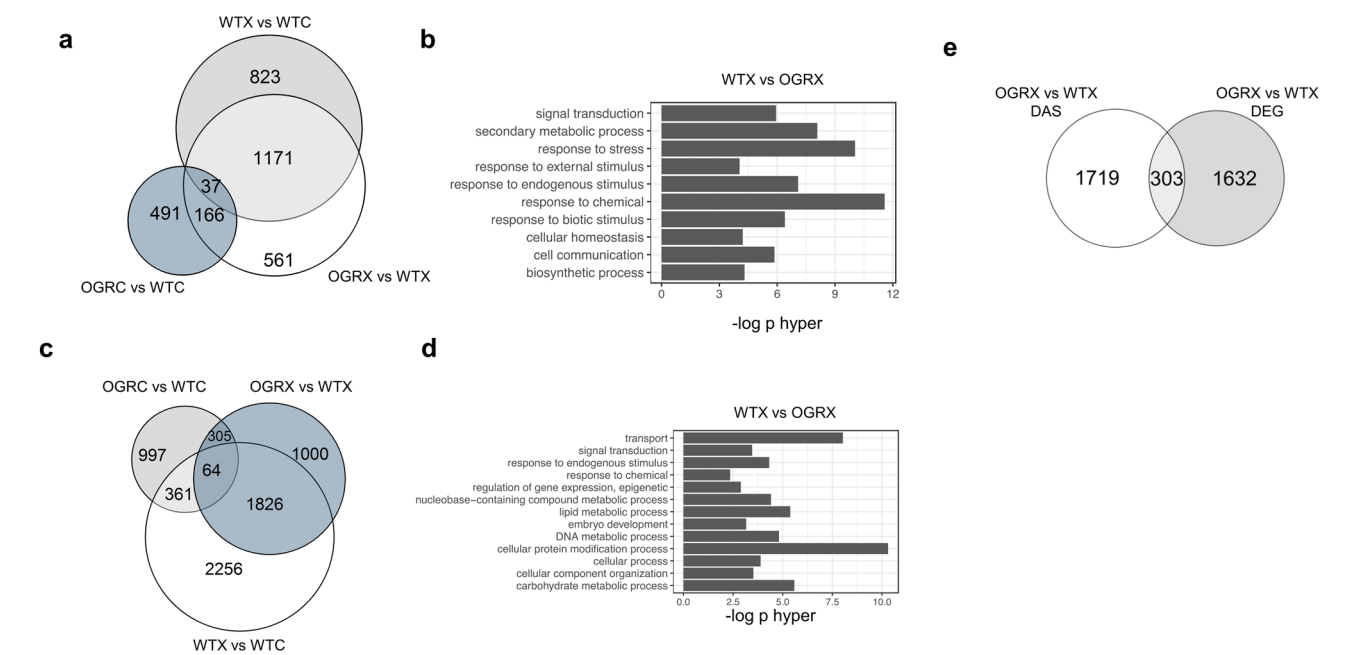 a
WTX vs WTC
823
1171
37
491
166
561
OGRC vs WTC
OGRX vs WTX
b
WTX vs OGRX
signal transduction
secondary metabolic process
response to stress
response to external stimulus
response to endogenous stimulus
response to chemical
response to biotic stimulus
cellular homeostasis
cell communication
biosynthetic process
0 3 6 9 12
-log p hyper
e
OGRX vs WTX
DAS
OGRX vs WTX
DEG
1719
303
1632
c
OGRC vs WTC
OGRX vs WTX
305
997
1000
64
361
1826
2256
WTX vs WTC
d
WTX vs OGRX
transport
signal transduction
response to endogenous stimulus
response to chemical
regulation of gene expression, epigenetic
nucleobase−containing compound metabolic process
lipid metabolic process
embryo development
DNA metabolic process
cellular protein modification process
cellular process
cellular component organization
carbohydrate metabolic process
0.0 2.5 5.0 7.5 10.0
-log p hyper